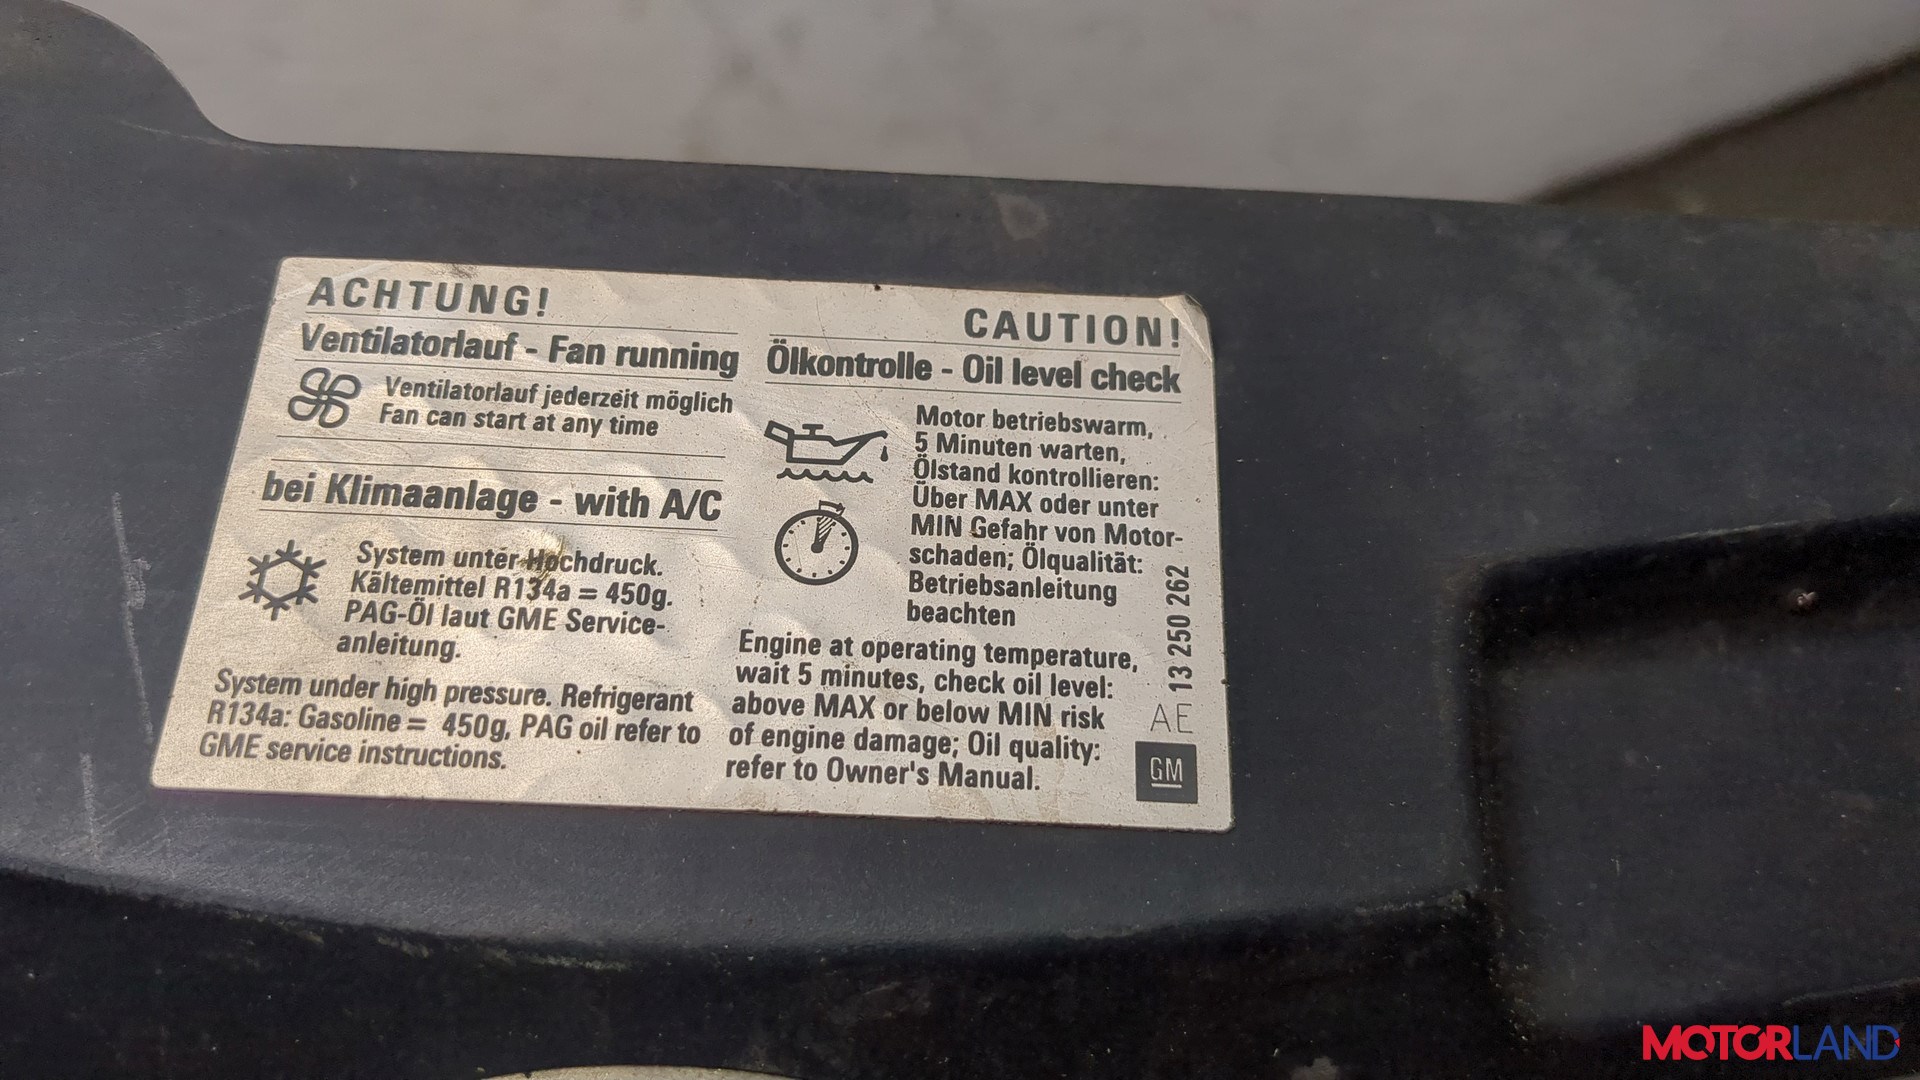 ACHTUNG!
Ventilatorlauf - Fan running
Ventilatorlauf jederzeit möglich
Fan can start at any time
bei Klimaanlage - with A/C
System unter Hochdruck.
Kältemittel R134a = 450g.
PAG-Öl laut GME Service-
anleitung.
System under high pressure. Refrigerant
R134a: Gasoline = 450g, PAG oil refer to
GME service instructions.
CAUTION!
Ölkontrolle - Oil level check
Motor betriebswarm,
5 Minuten warten,
Ölstand kontrollieren:
Über MAX oder unter
MIN Gefahr von Motor-
schaden; Ölqualität:
Betriebsanleitung
beachten
Engine at operating temperature,
wait 5 minutes, check oil level:
above MAX or below MIN risk
of engine damage; Oil quality:
refer to Owner's Manual.
13 250 262
AE
GM
MOTORLAND